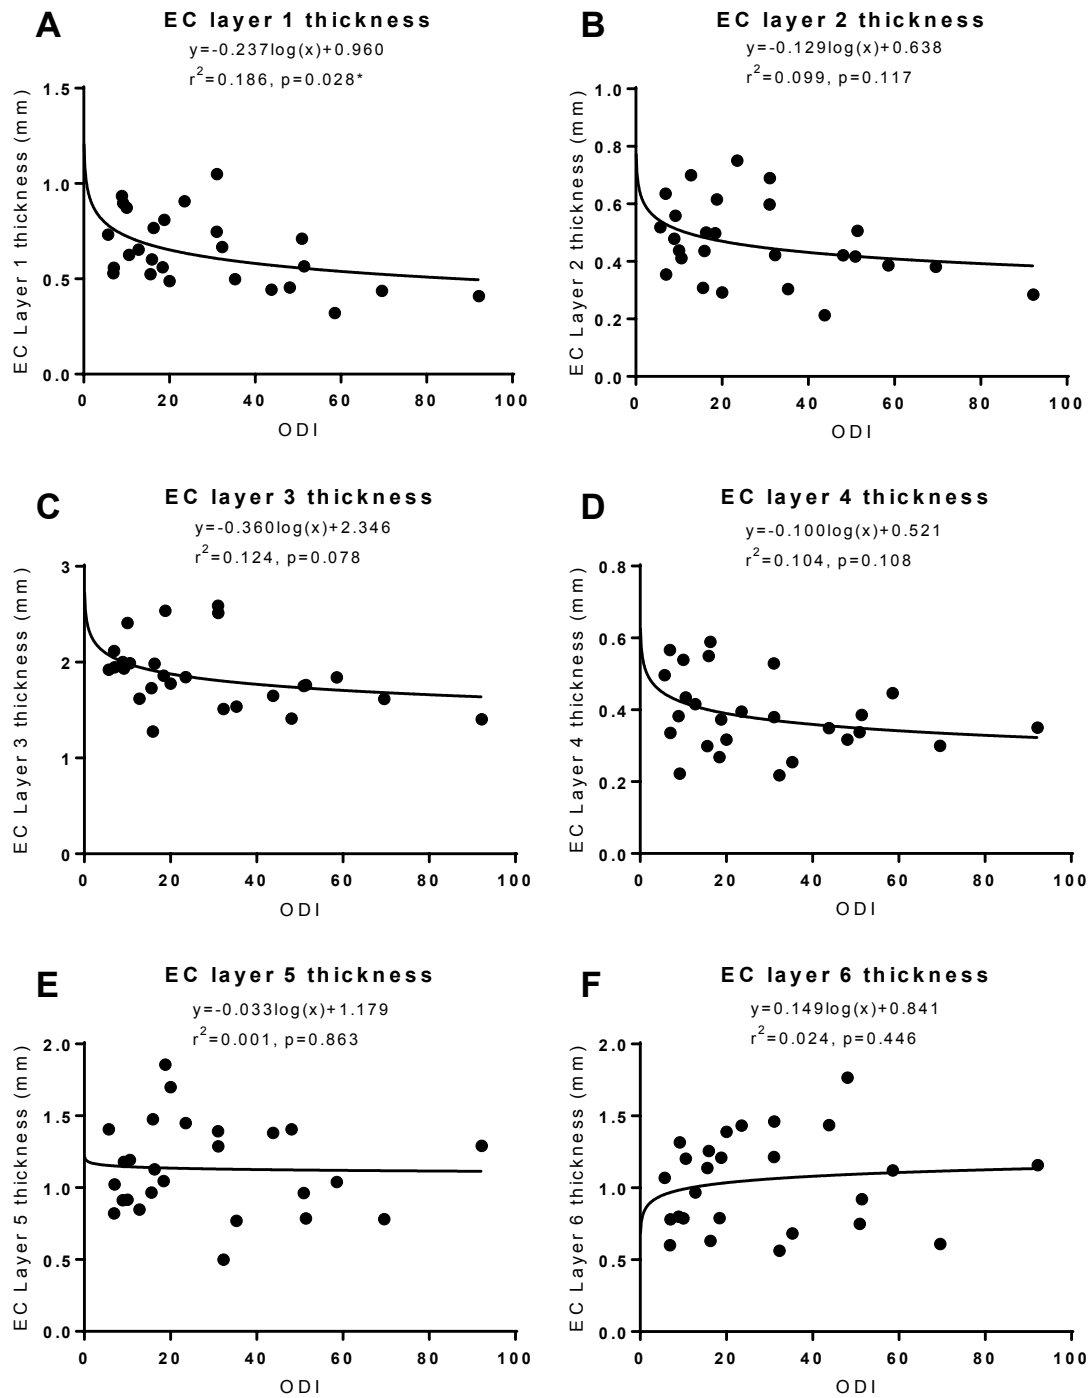 A
EC layer 1 thickness
y=-0.237log(x)+0.960
r²=0.186, p=0.028*
EC Layer 1 thickness (mm)
1.5
1.0
0.5
0.0
0 20 40 60 80 100
ODI
B
EC layer 2 thickness
y=-0.129log(x)+0.638
r²=0.099, p=0.117
EC Layer 2 thickness (mm)
1.0
0.8
0.6
0.4
0.2
0.0
0 20 40 60 80 100
ODI
C
EC layer 3 thickness
y=-0.360log(x)+2.346
r²=0.124, p=0.078
EC Layer 3 thickness (mm)
3
2
1
0
0 20 40 60 80 100
ODI
D
EC layer 4 thickness
y=-0.100log(x)+0.521
r²=0.104, p=0.108
EC Layer 4 thickness (mm)
0.8
0.6
0.4
0.2
0.0
0 20 40 60 80 100
ODI
E
EC layer 5 thickness
y=-0.033log(x)+1.179
r²=0.001, p=0.863
EC Layer 5 thickness (mm)
2.0
1.5
1.0
0.5
0.0
0 20 40 60 80 100
ODI
F
EC layer 6 thickness
y=0.149log(x)+0.841
r²=0.024, p=0.446
EC Layer 6 thickness (mm)
2.0
1.5
1.0
0.5
0.0
0 20 40 60 80 100
ODI